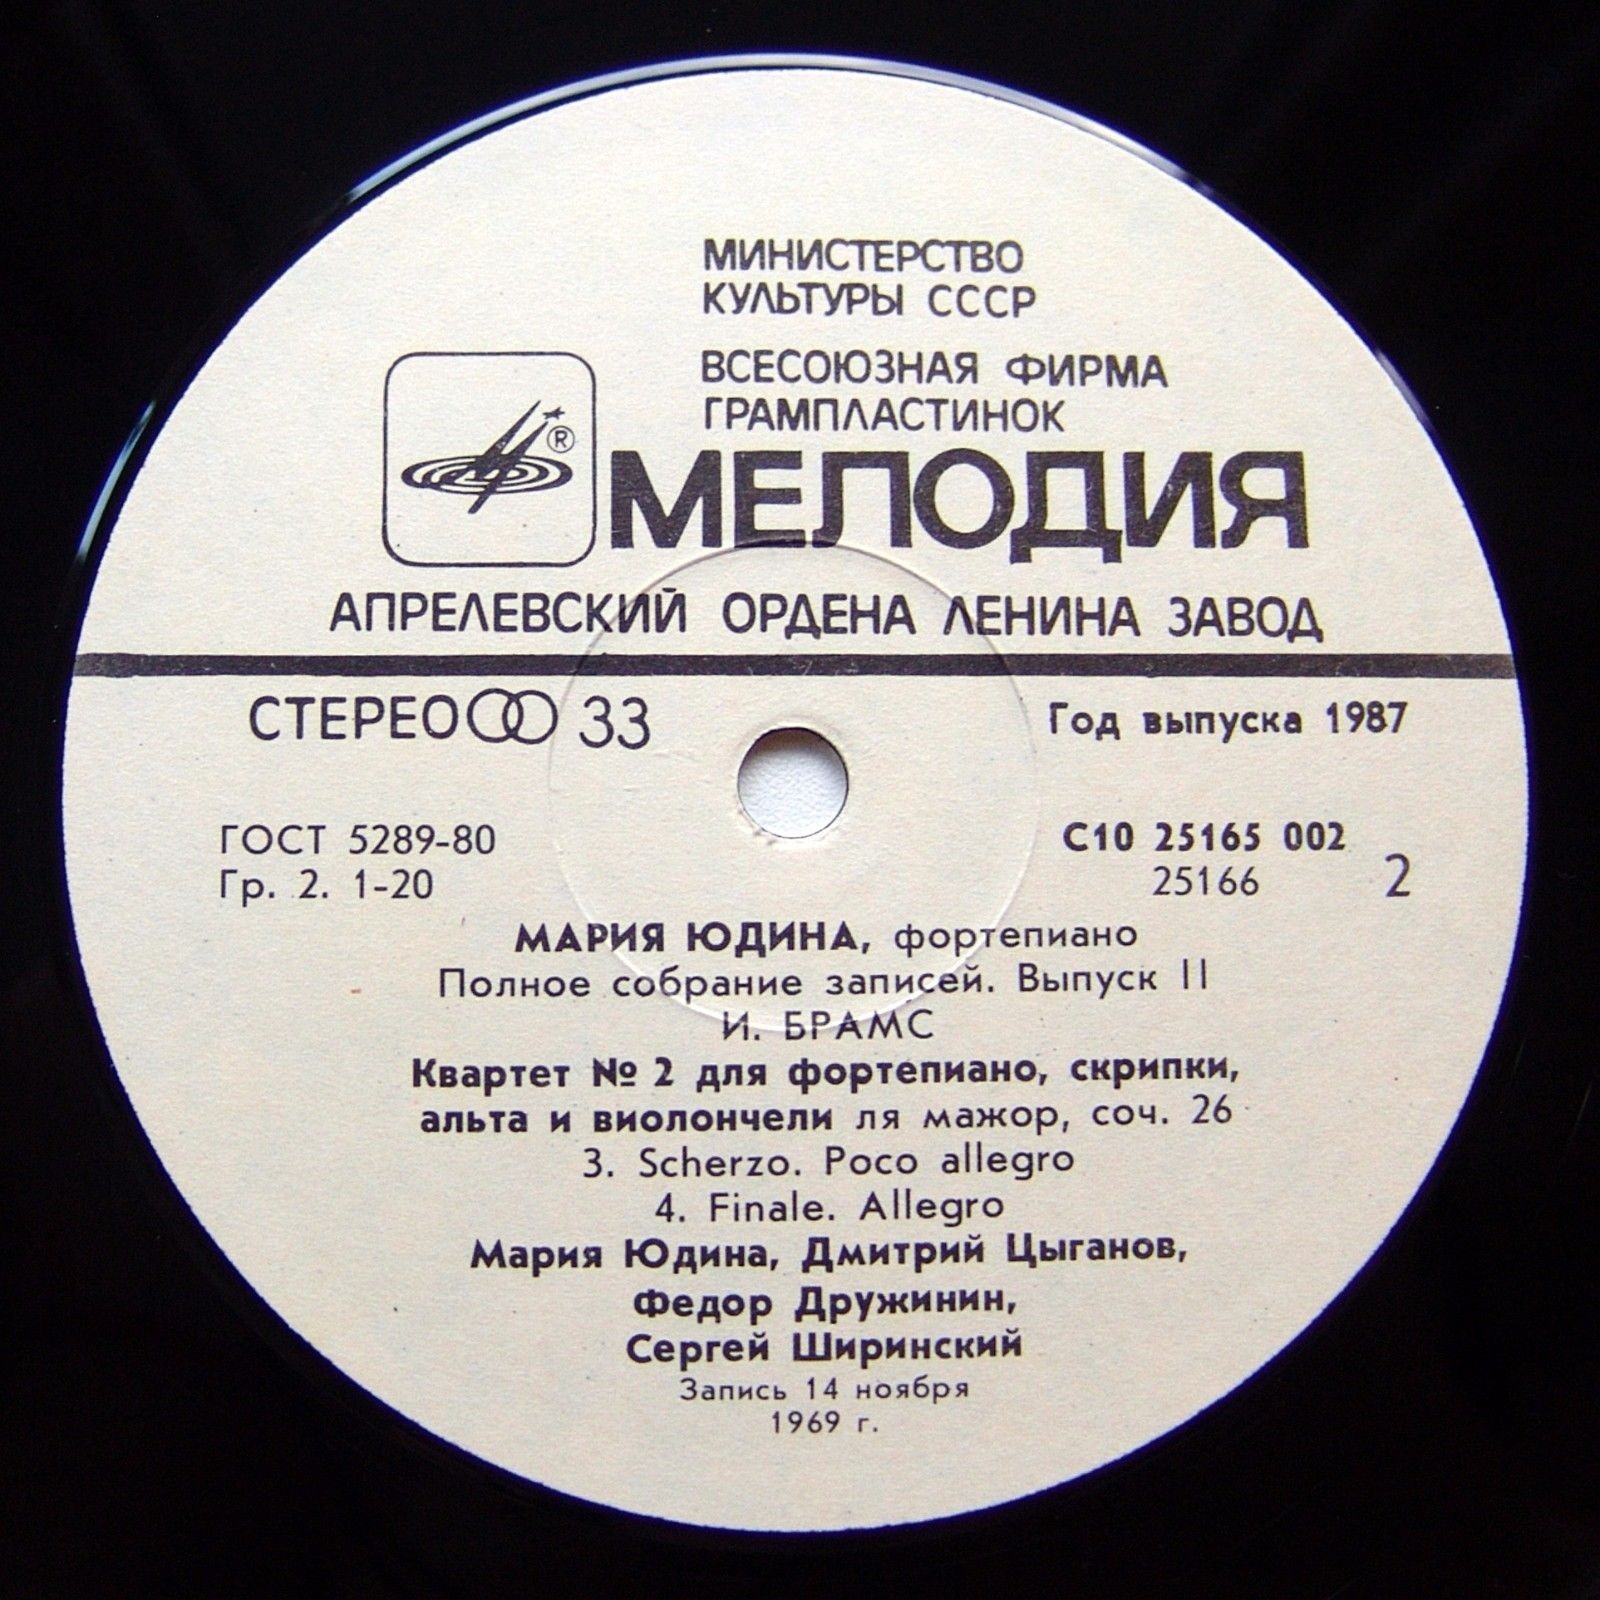 МИНИСТЕРСТВО
КУЛЬТУРЫ СССР
ВСЕСОЮЗНАЯ ФИРМА
ГРАМПЛАСТИНОК
®
МЕЛОДИЯ
АПРЕЛЕВСКИЙ ОРДЕНА ЛЕНИНА ЗАВОД
СТЕРЕО 33
Год выпуска 1987
ГОСТ 5289-80
Гр. 2. 1-20
С10 25165 002
25166 2
МАРИЯ ЮДИНА, фортепиано
Полное собрание записей. Выпуск 11
И. БРАМС
Квартет № 2 для фортепиано, скрипки,
альта и виолончели ля мажор, соч. 26
3. Scherzo. Poco allegro
4. Finale. Allegro
Мария Юдина, Дмитрий Цыганов,
Федор Дружинин,
Сергей Ширинский
Запись 14 ноября
1969 г.